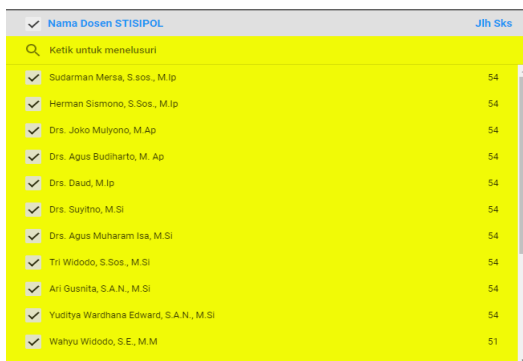 Nama Dosen STISIPOL Jlh Sks
Ketik untuk menelusuri
Sudarman Mersa, S.sos., M.Ip 54
Herman Sismono, S.Sos., M.Ip 54
Drs. Joko Mulyono, M.Ap 54
Drs. Agus Budiharto, M. Ap 54
Drs. Daud, M.Ip 54
Drs. Suyitno, M.Si 54
Drs. Agus Muharam Isa, M.Si 54
Tri Widodo, S.Sos., M.Si 54
Ari Gusnita, S.A.N., M.Si 54
Yuditya Wardhana Edward, S.A.N., M.Si 54
Wahyu Widodo, S.E., M.M 51